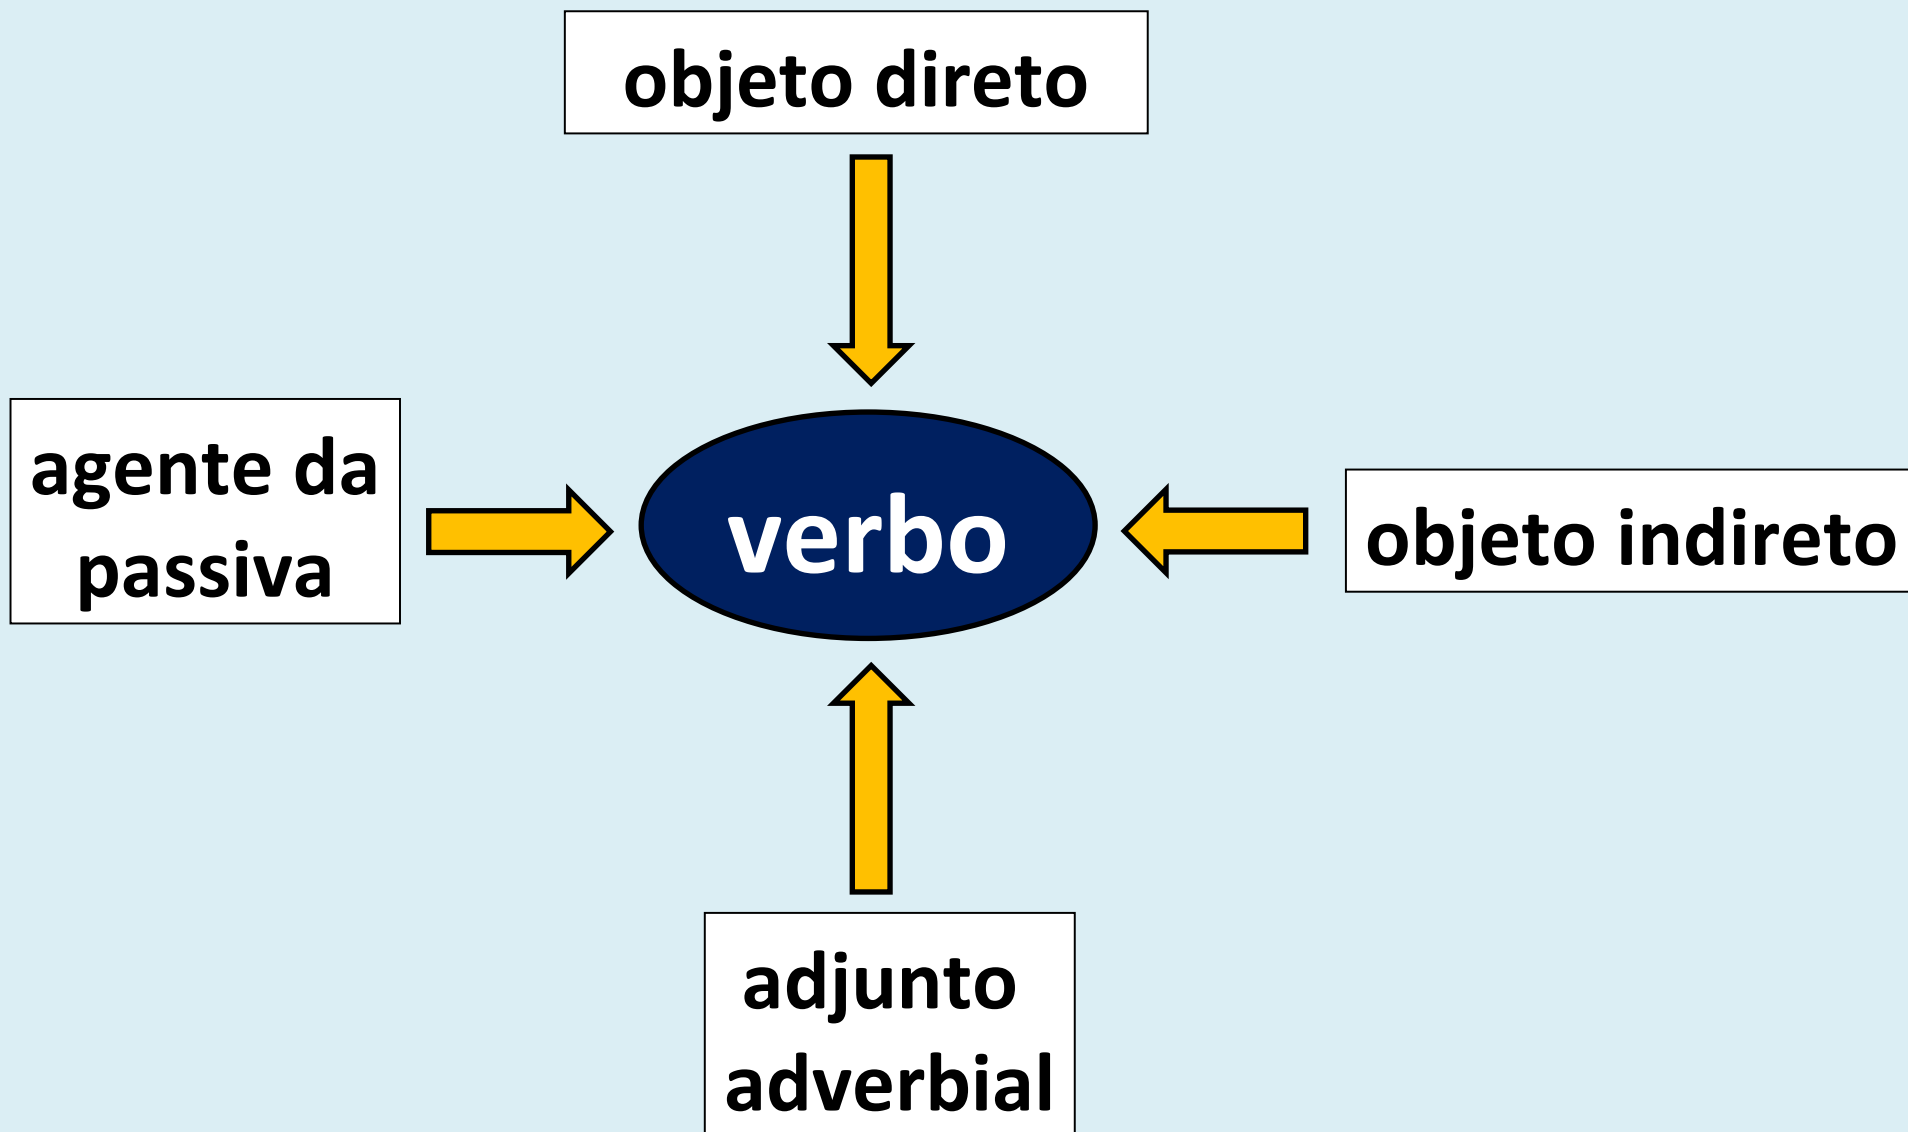 objeto direto
agente da
passiva
verbo
objeto indireto
adjunto
adverbial